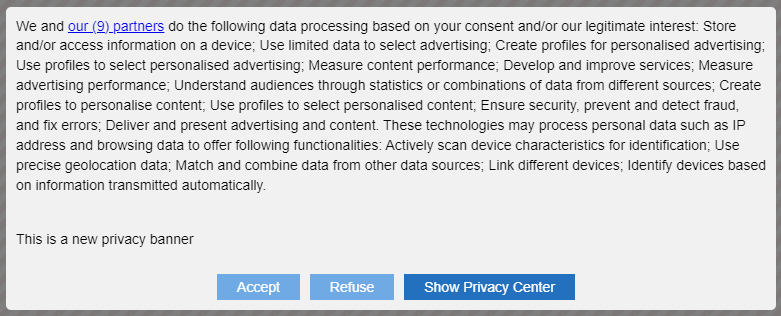 We and our (9) partners do the following data processing based on your consent and/or our legitimate interest: Store
and/or access information on a device; Use limited data to select advertising; Create profiles for personalised advertising;
Use profiles to select personalised advertising; Measure content performance; Develop and improve services; Measure
advertising performance; Understand audiences through statistics or combinations of data from different sources; Create
profiles to personalise content; Use profiles to select personalised content; Ensure security, prevent and detect fraud,
and fix errors; Deliver and present advertising and content. These technologies may process personal data such as IP
address and browsing data to offer following functionalities: Actively scan device characteristics for identification; Use
precise geolocation data; Match and combine data from other data sources; Link different devices; Identify devices based
on information transmitted automatically.
This is a new privacy banner
Accept Refuse Show Privacy Center